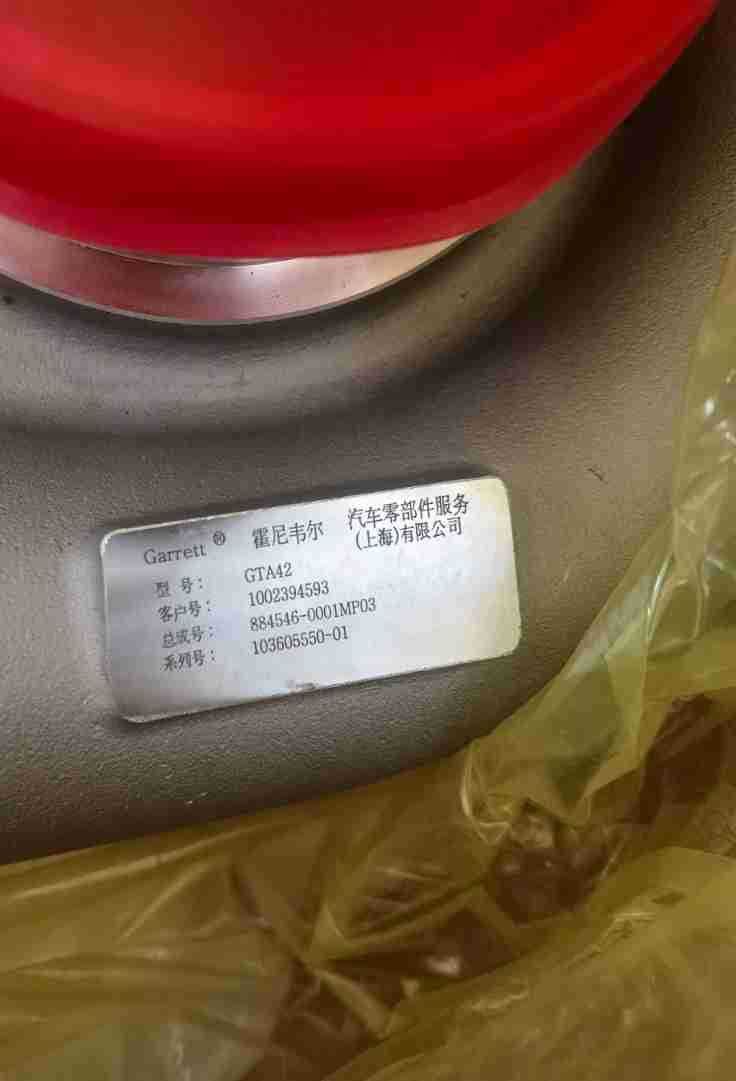 Garrett ® 霍尼韦尔 汽车零部件服务
(上海)有限公司
型 号： GTA42
客户号： 1002394593
总成号： 884546-0001MP03
系列号： 103605550-01